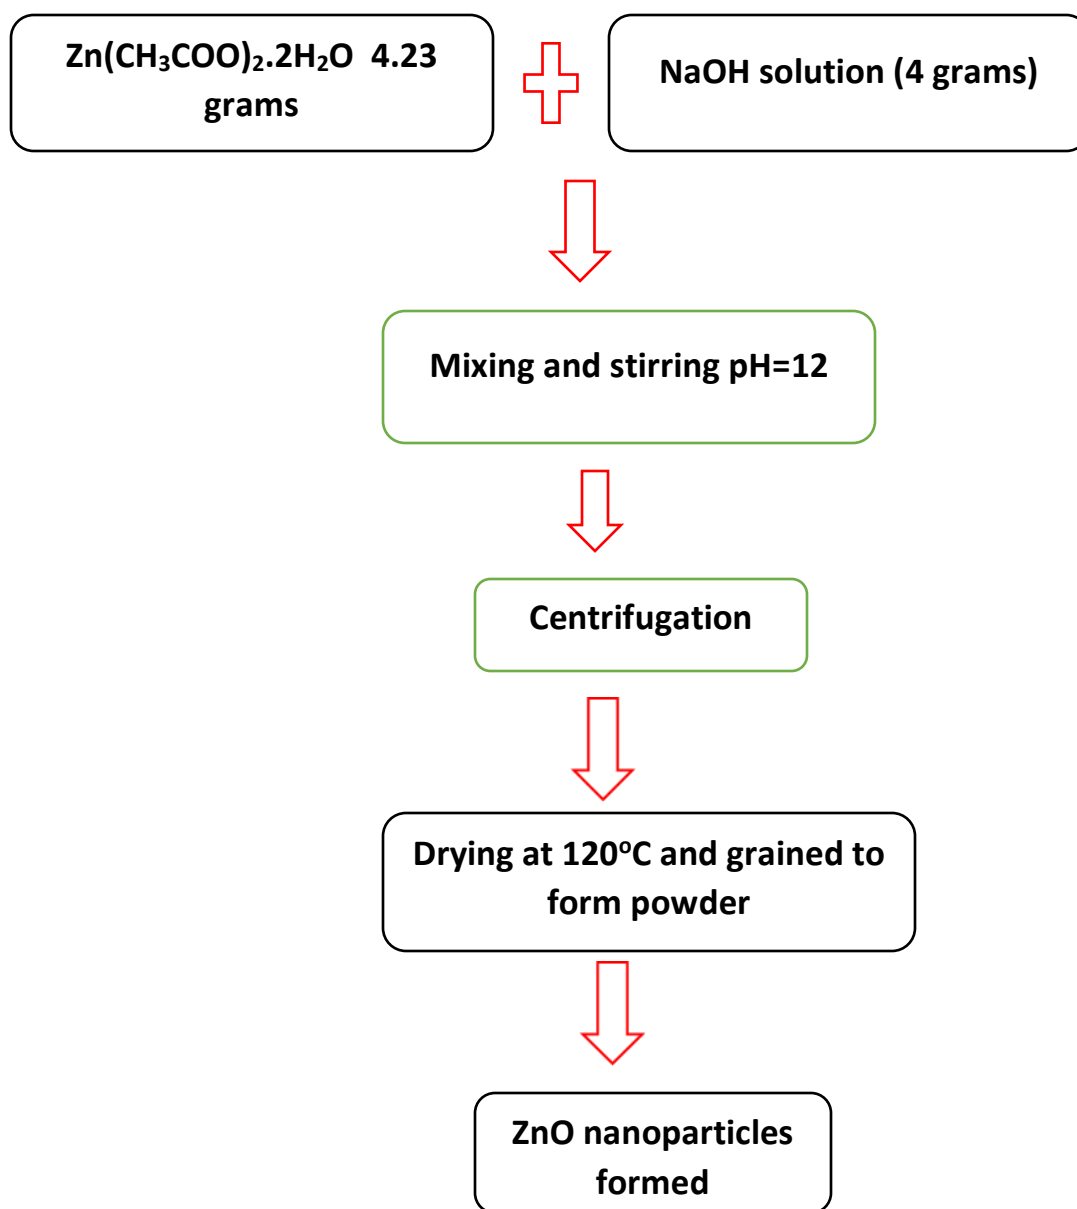 Zn(CH₃COO)₂.2H₂O  4.23
grams
NaOH solution (4 grams)
Mixing and stirring pH=12
Centrifugation
Drying at 120°C and grained to
form powder
ZnO nanoparticles
formed